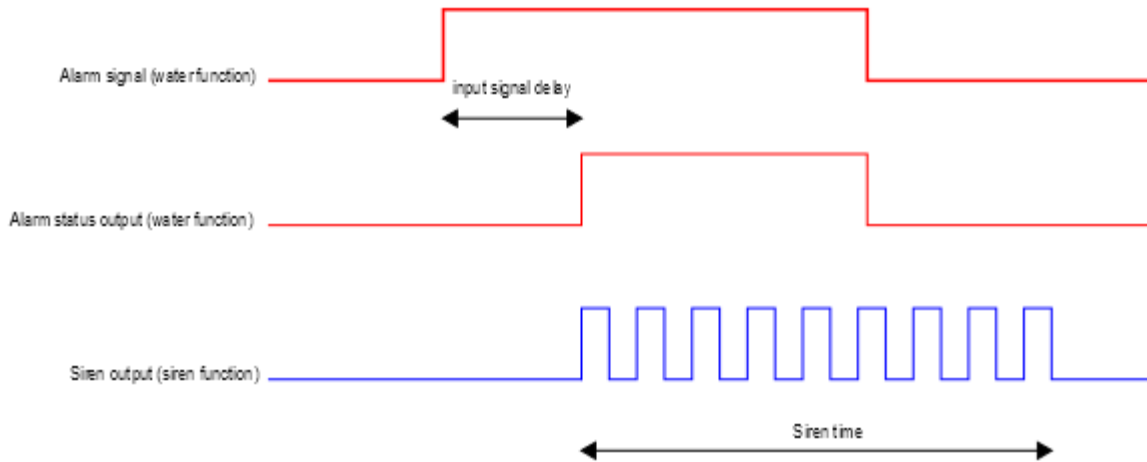 Alarm signal (water function)
input signal delay
Alarm status output (water function)
Siren output (siren function)
Siren time